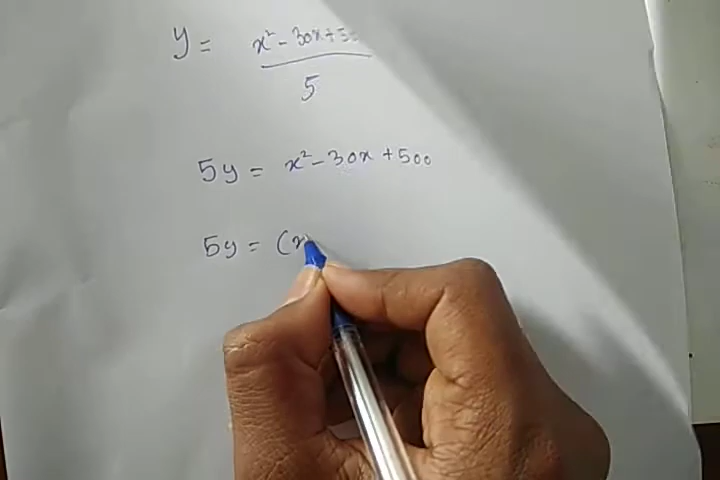 y = x² - 30x + 5
5
5y = x² - 30x + 500
5y = (x